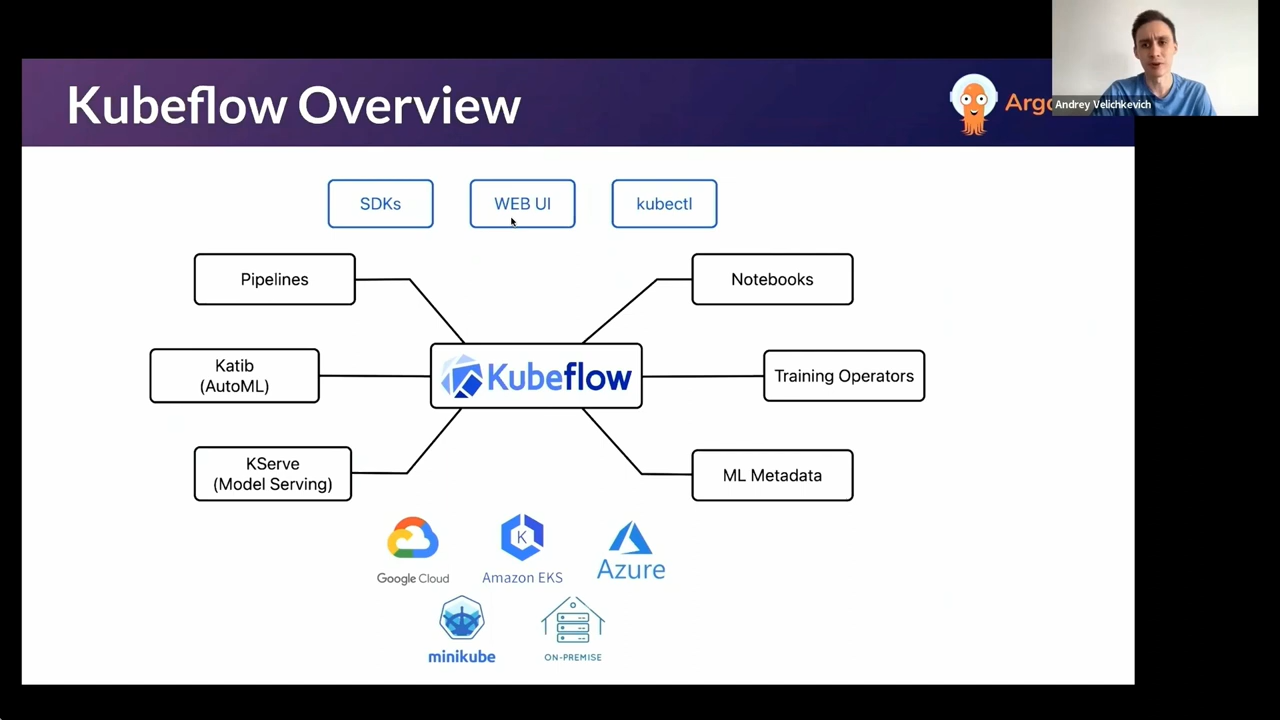 Kubeflow Overview
Argo
Andrey Velichkevich
SDKs
WEB UI
kubectl
Pipelines
Notebooks
Katib
(AutoML)
Kubeflow
Training Operators
KServe
(Model Serving)
ML Metadata
Google Cloud
K
Amazon EKS
Azure
minikube
ON-PREMISE